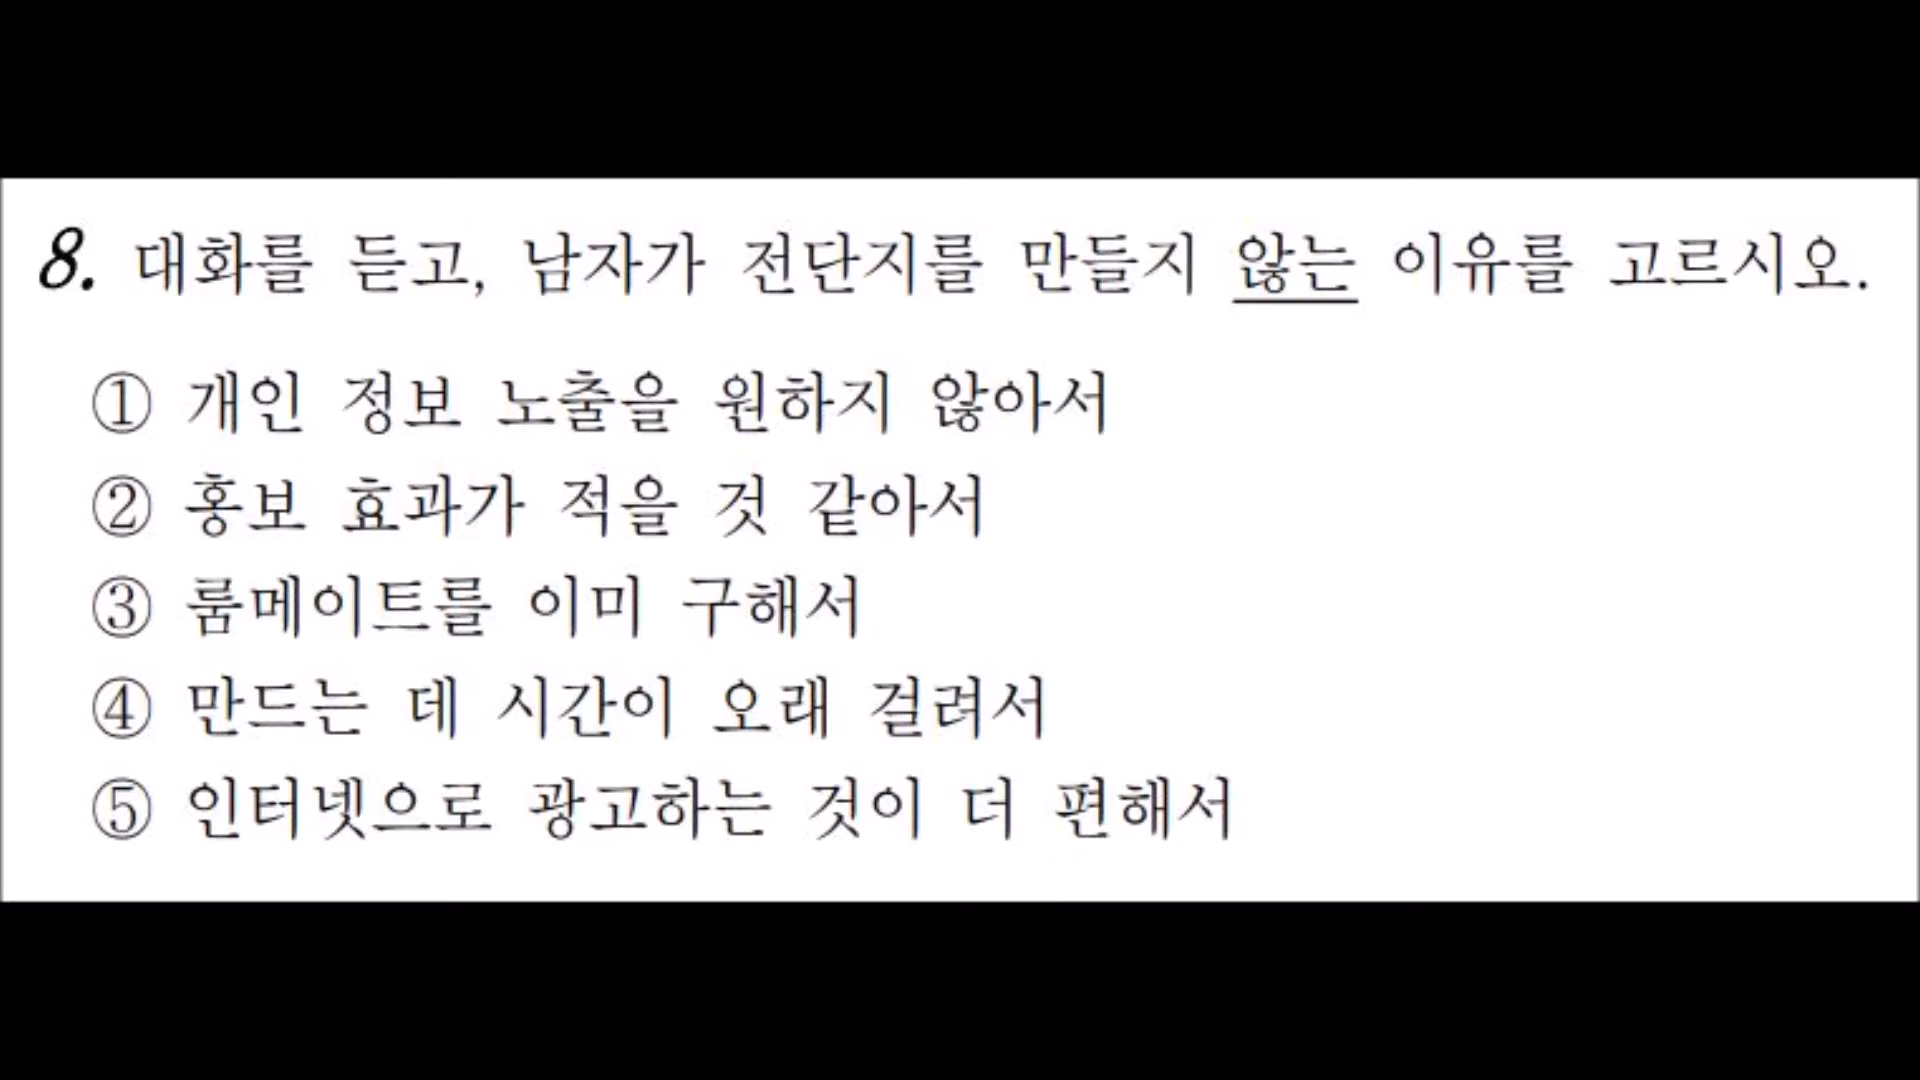 8. 대화를 듣고, 남자가 전단지를 만들지 않는 이유를 고르시오.
① 개인 정보 노출을 원하지 않아서
② 홍보 효과가 적을 것 같아서
③ 룸메이트를 이미 구해서
④ 만드는 데 시간이 오래 걸려서
⑤ 인터넷으로 광고하는 것이 더 편해서